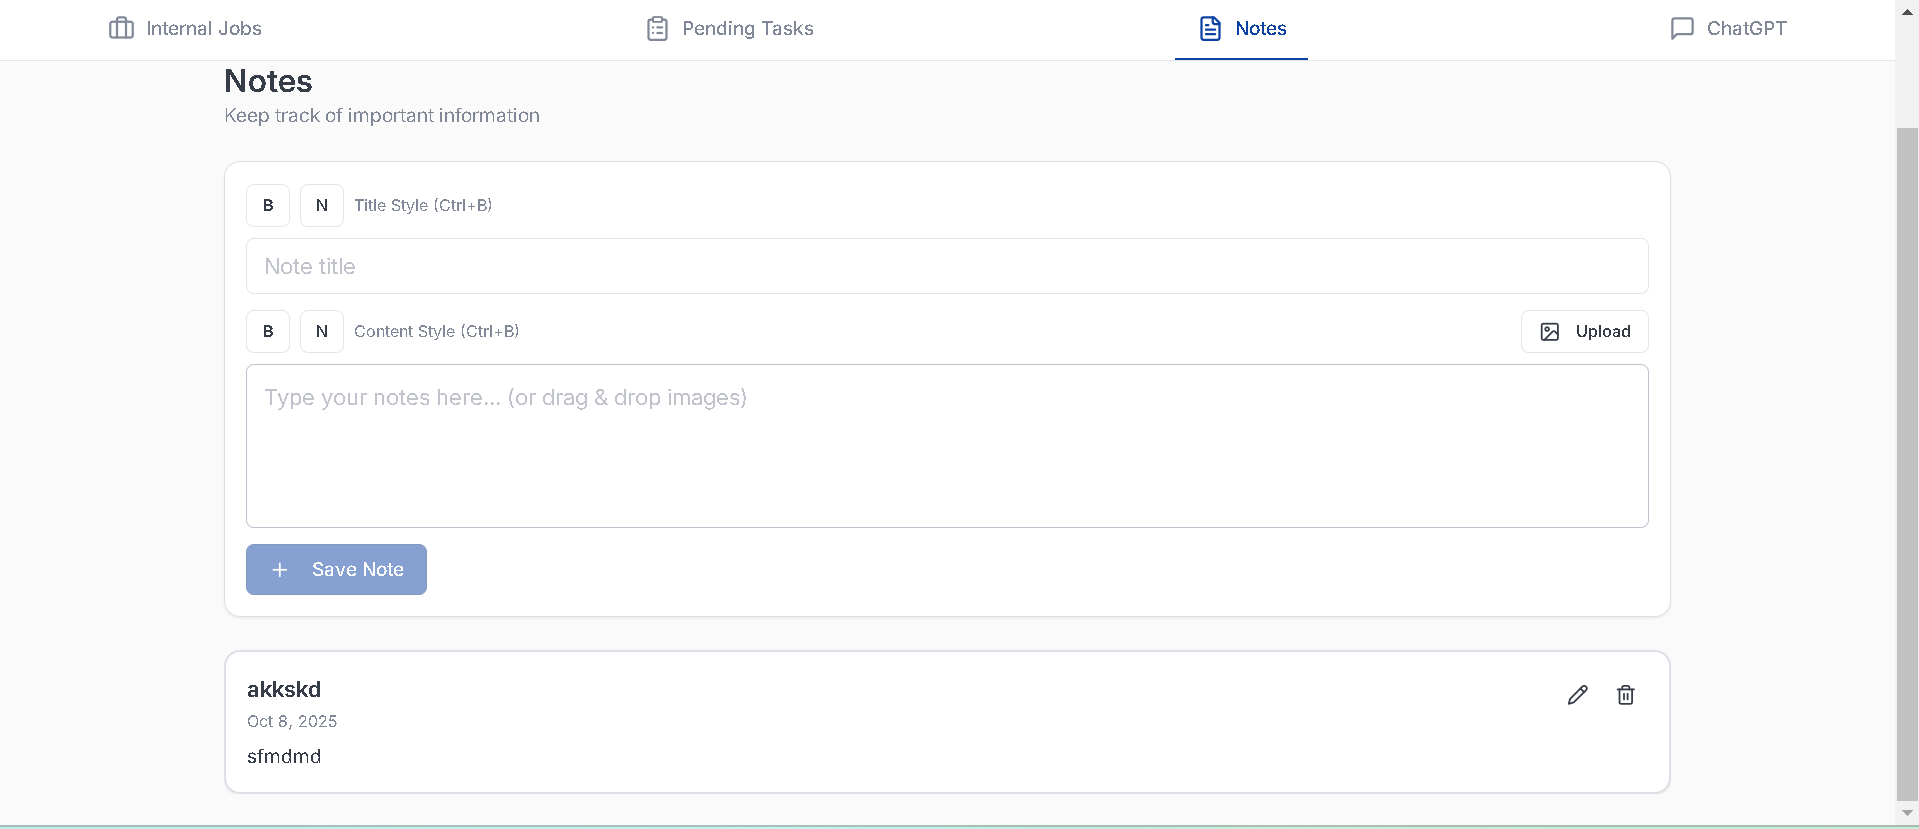 Internal Jobs
Pending Tasks
Notes
ChatGPT
Notes
Keep track of important information
B
N
Title Style (Ctrl+B)
Note title
B
N
Content Style (Ctrl+B)
Upload
Type your notes here... (or drag & drop images)
+ Save Note
akkskd
Oct 8, 2025
sfmdmd